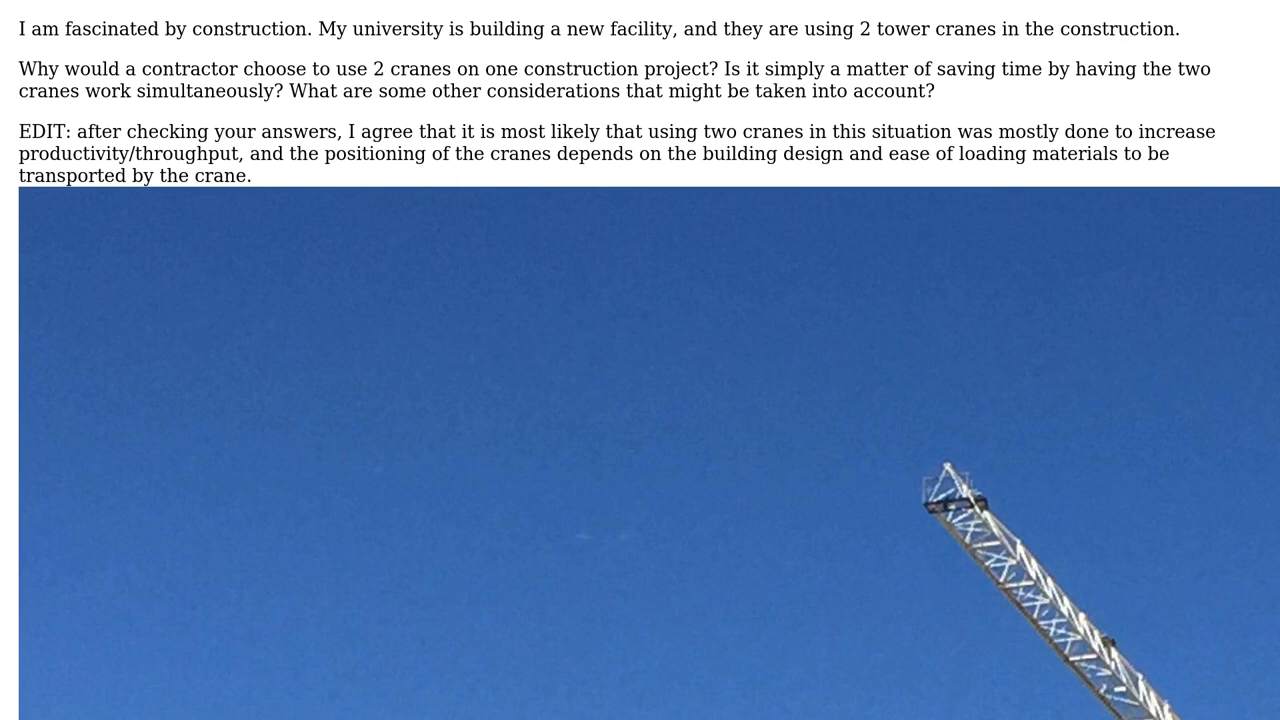 I am fascinated by construction. My university is building a new facility, and they are using 2 tower cranes in the construction.
Why would a contractor choose to use 2 cranes on one construction project? Is it simply a matter of saving time by having the two
cranes work simultaneously? What are some other considerations that might be taken into account?
EDIT: after checking your answers, I agree that it is most likely that using two cranes in this situation was mostly done to increase
productivity/throughput, and the positioning of the cranes depends on the building design and ease of loading materials to be
transported by the crane.